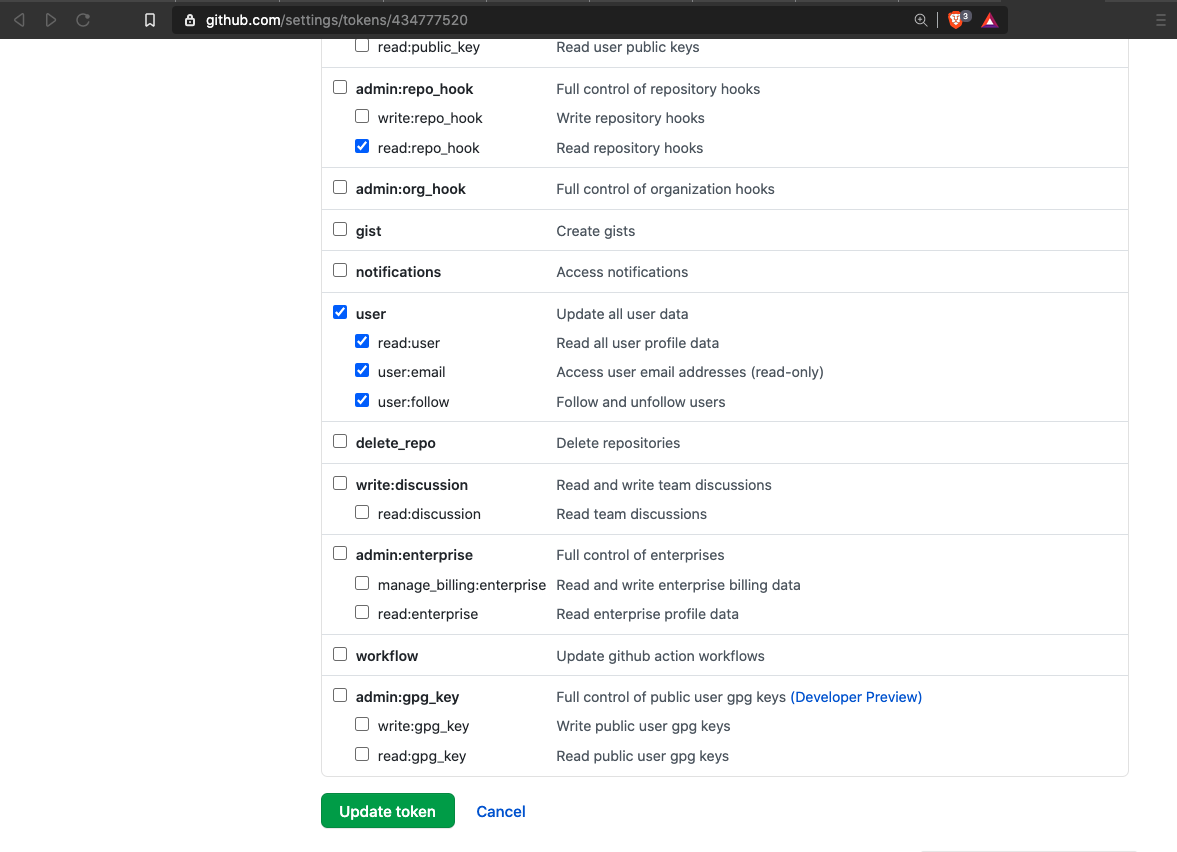 github.com/settings/tokens/434777520
3
read:public_key Read user public keys
admin:repo_hook Full control of repository hooks
write:repo_hook Write repository hooks
read:repo_hook Read repository hooks
admin:org_hook Full control of organization hooks
gist Create gists
notifications Access notifications
user Update all user data
read:user Read all user profile data
user:email Access user email addresses (read-only)
user:follow Follow and unfollow users
delete_repo Delete repositories
write:discussion Read and write team discussions
read:discussion Read team discussions
admin:enterprise Full control of enterprises
manage_billing:enterprise Read and write enterprise billing data
read:enterprise Read enterprise profile data
workflow Update github action workflows
admin:gpg_key Full control of public user gpg keys (Developer Preview)
write:gpg_key Write public user gpg keys
read:gpg_key Read public user gpg keys
Update token Cancel